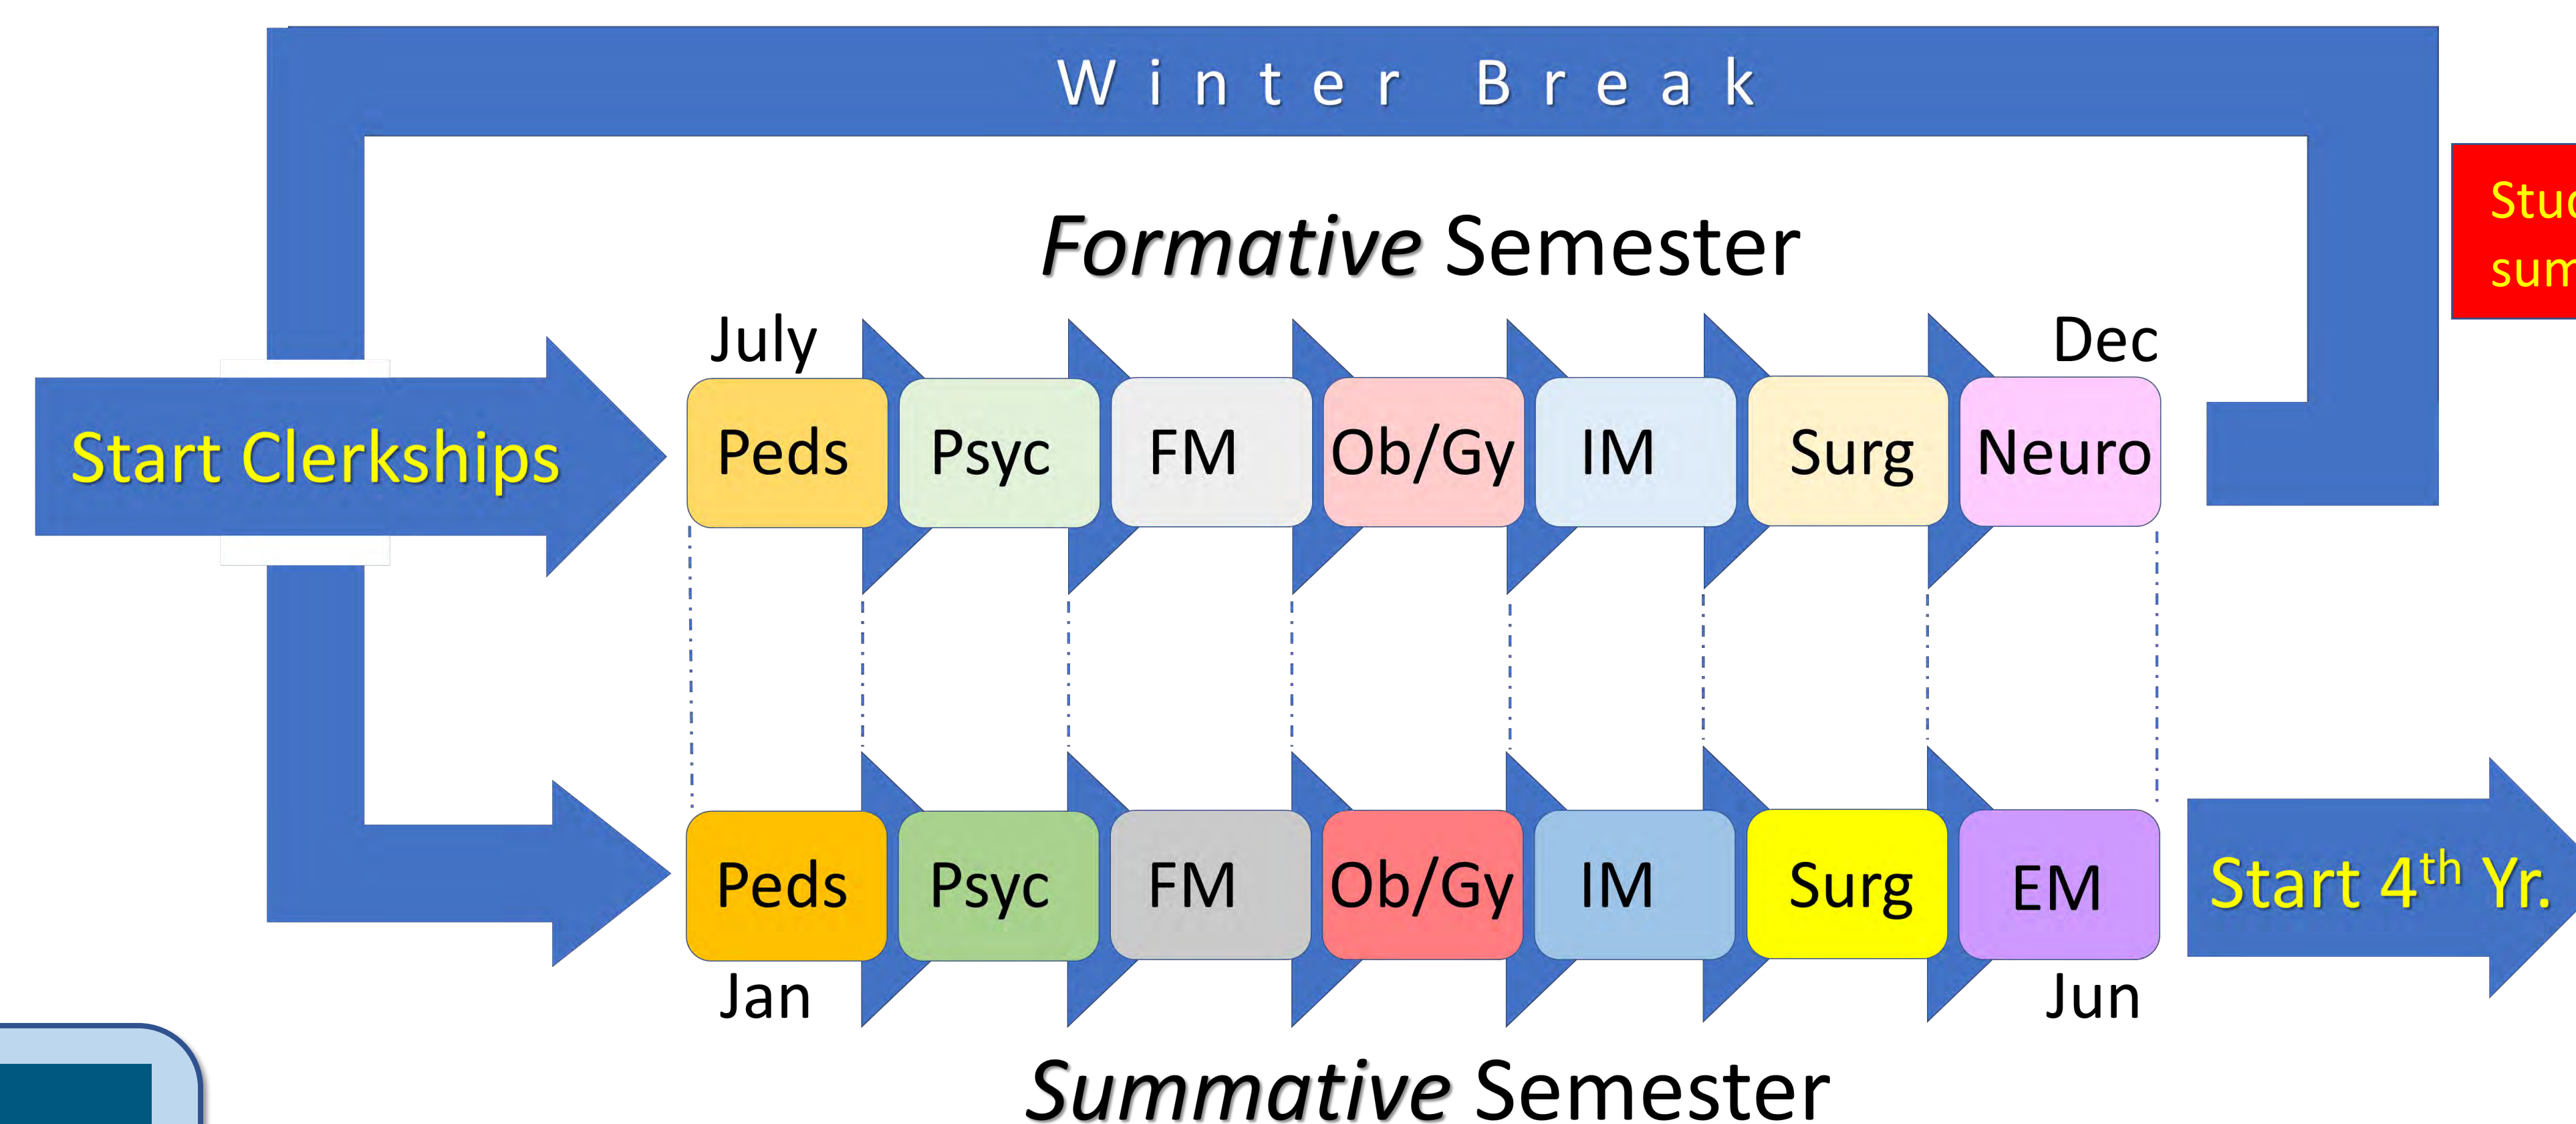 Winter Break
Formative Semester
July
Dec
Start Clerkships
Peds
Psyc
FM
Ob/Gy
IM
Surg
Neuro
Peds
Psyc
FM
Ob/Gy
IM
Surg
EM
Start 4th Yr.
Jan
Jun
Summative Semester